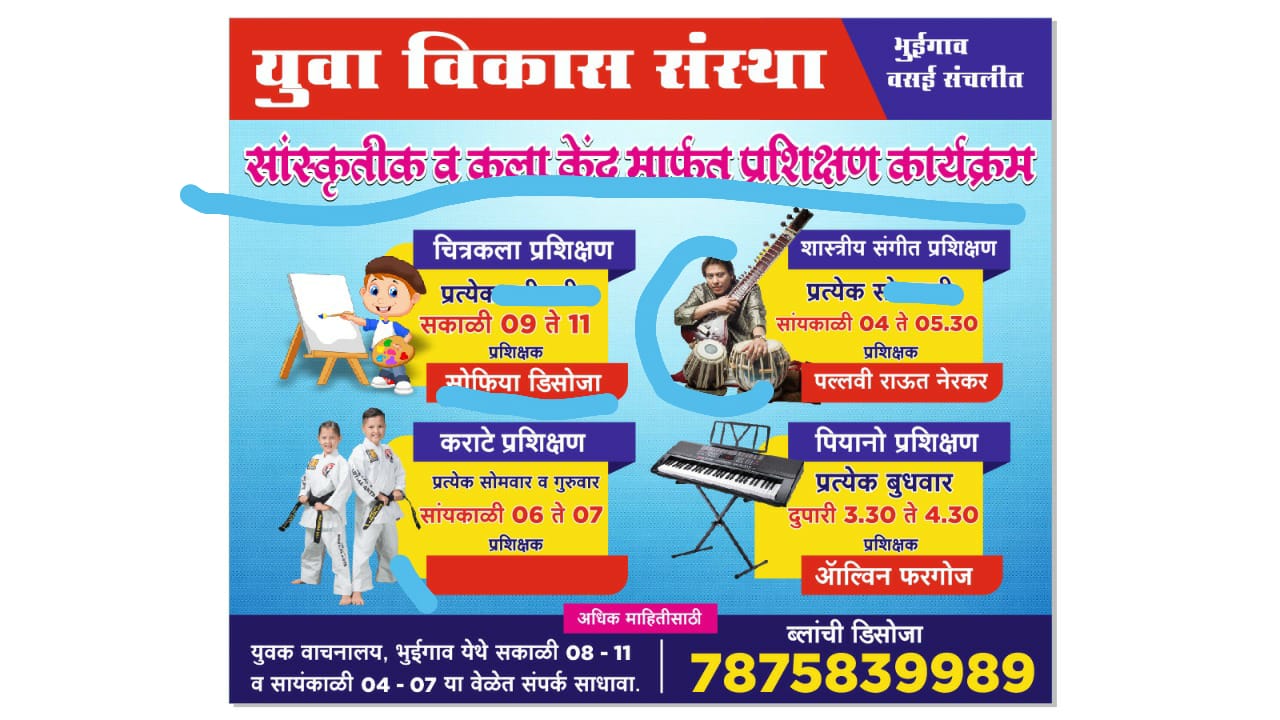 युवा विकास संस्था
भुईगाव
वसई संचलीत
सांस्कृतीक व कला केंद्र मार्फत प्रशिक्षण कार्यक्रम
चित्रकला प्रशिक्षण
सकाळी 09 ते 11
प्रशिक्षक
सोफिया डिसोजा
शास्त्रीय संगीत प्रशिक्षण
प्रत्येक
सांयकाळी 04 ते 05.30
प्रशिक्षक
पल्लवी राऊत नेरकर
कराटे प्रशिक्षण
प्रत्येक सोमवार व गुरुवार
सांयकाळी 06 ते 07
प्रशिक्षक
पियानो प्रशिक्षण
प्रत्येक बुधवार
दुपारी 3.30 ते 4.30
प्रशिक्षक
ऑल्विन फरगोज
अधिक माहितीसाठी
युवक वाचनालय, भुईगाव येथे सकाळी 08 - 11
व सायंकाळी 04 - 07 या वेळेत संपर्क साधावा.
ब्लांची डिसोजा
7875839989